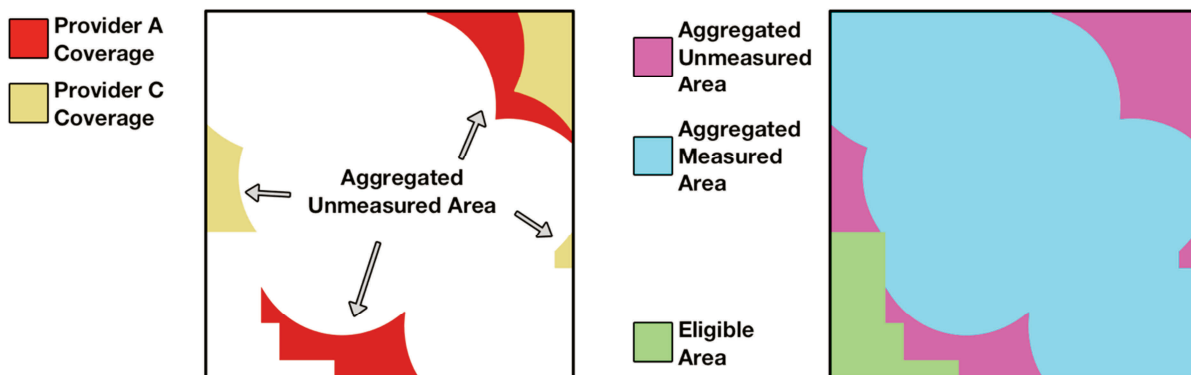 Provider A
Coverage
Provider C
Coverage
Aggregated
Unmeasured Area
Aggregated
Unmeasured
Area
Aggregated
Measured
Area
Eligible
Area